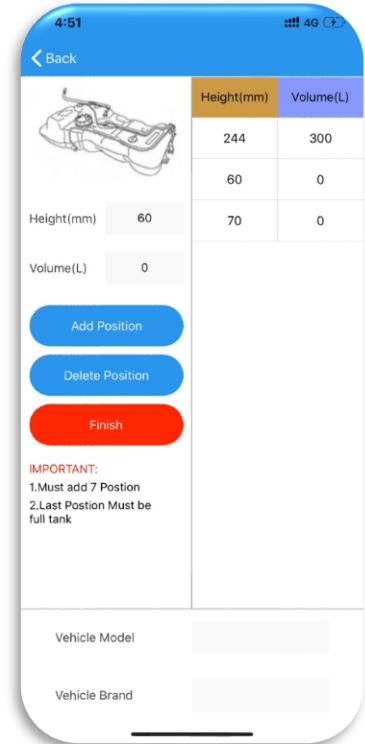 4:51
4G
Back
Height(mm) Volume(L)
244 300
60 0
70 0
Height(mm) 60
Volume(L) 0
Add Position
Delete Position
Finish
IMPORTANT:
1.Must add 7 Postion
2.Last Postion Must be
full tank
Vehicle Model
Vehicle Brand